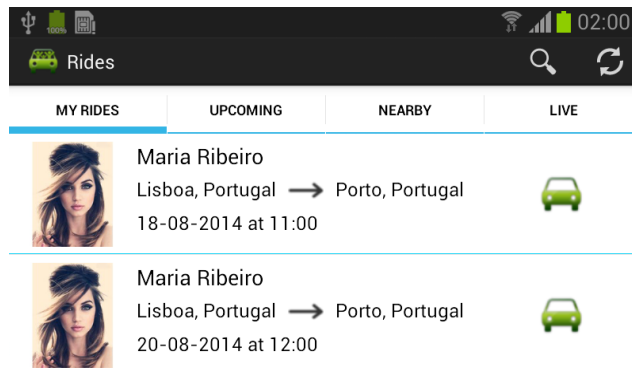 100%
02:00
Rides
MY RIDES UPCOMING NEARBY LIVE
Maria Ribeiro
Lisboa, Portugal → Porto, Portugal
18-08-2014 at 11:00
Maria Ribeiro
Lisboa, Portugal → Porto, Portugal
20-08-2014 at 12:00